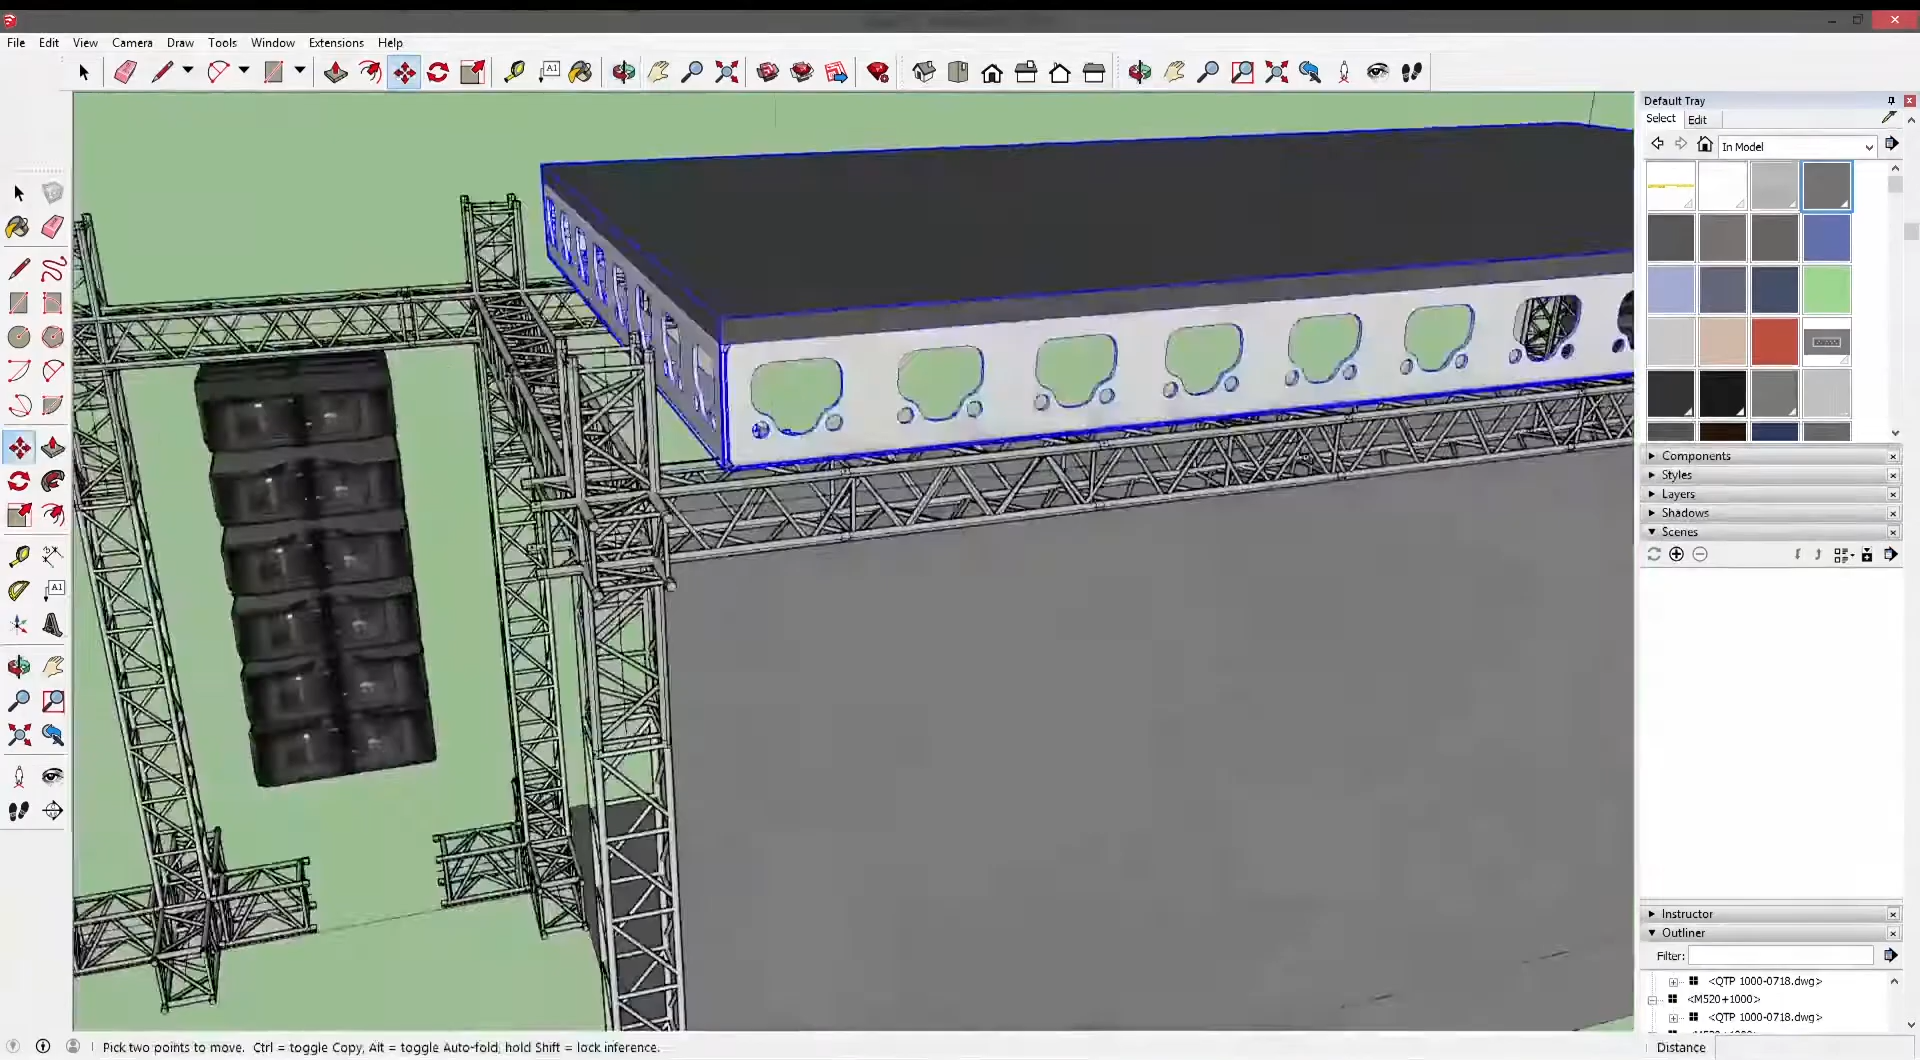 File Edit View Camera Draw Tools Window Extensions Help
A1
Default Tray
Select Edit
In Model
Components
Styles
Layers
Shadows
Scenes
A1
Instructor
Outliner
Filter:
<QTP 1000-0718.dwg>
<M520+1000>
<QTP 1000-0718.dwg>
Pick two points to move. Ctrl = toggle Copy, Alt = toggle Auto-fold, hold Shift = lock inference.
Distance